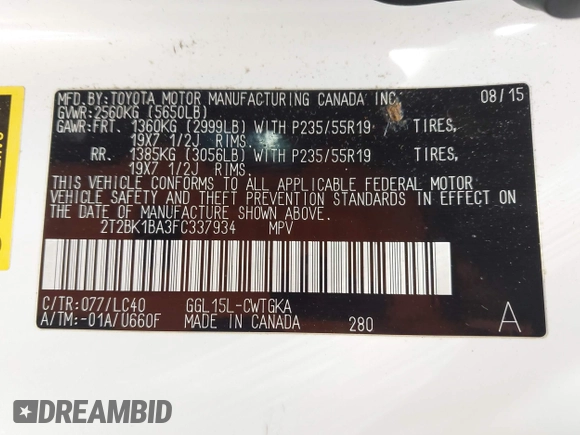 MFD.BY:TOYOTA MOTOR MANUFACTURING CANADA INC. 08/15
GVWR:2560KG (5650LB)
GAWR:FRT. 1360KG (2999LB) WITH P235/55R19 TIRES,
19X7 1/2J RIMS.
RR. 1385KG (3056LB) WITH P235/55R19 TIRES,
19X7 1/2J RIMS.
THIS VEHICLE CONFORMS TO ALL APPLICABLE FEDERAL MOTOR
VEHICLE SAFETY AND THEFT PREVENTION STANDARDS IN EFFECT ON
THE DATE OF MANUFACTURE SHOWN ABOVE.
2T2BK1BA3FC337934 MPV
C/TR:077/LC40 GGL15L-CWTGKA
A/TM:-01A/U660F MADE IN CANADA 280 A
DREAMBID